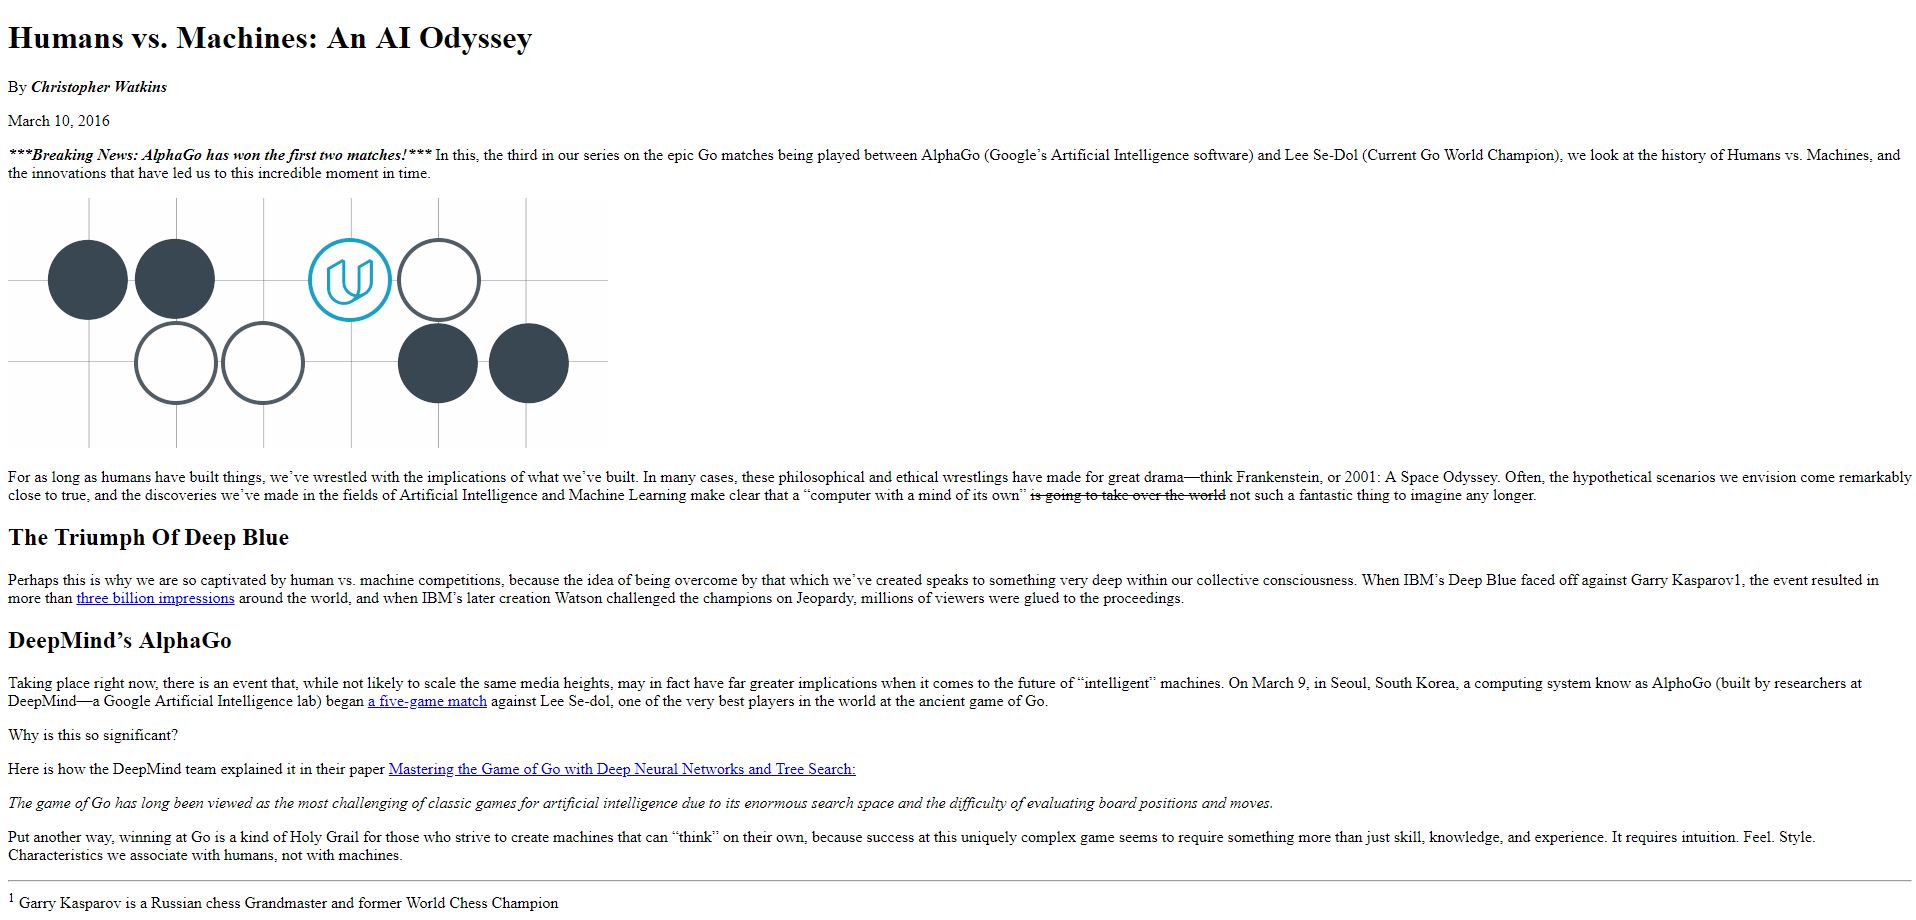 Humans vs. Machines: An AI Odyssey
By Christopher Watkins
March 10, 2016
***Breaking News: AlphaGo has won the first two matches!*** In this, the third in our series on the epic Go matches being played between AlphaGo (Google’s Artificial Intelligence software) and Lee Se-Dol (Current Go World Champion), we look at the history of Humans vs. Machines, and
the innovations that have led us to this incredible moment in time.
For as long as humans have built things, we’ve wrestled with the implications of what we’ve built. In many cases, these philosophical and ethical wrestlings have made for great drama—think Frankenstein, or 2001: A Space Odyssey. Often, the hypothetical scenarios we envision come remarkably
close to true, and the discoveries we’ve made in the fields of Artificial Intelligence and Machine Learning make clear that a “computer with a mind of its own” is going to take over the world not such a fantastic thing to imagine any longer.
The Triumph Of Deep Blue
Perhaps this is why we are so captivated by human vs. machine competitions, because the idea of being overcome by that which we’ve created speaks to something very deep within our collective consciousness. When IBM’s Deep Blue faced off against Garry Kasparov1, the event resulted in
more than three billion impressions around the world, and when IBM’s later creation Watson challenged the champions on Jeopardy, millions of viewers were glued to the proceedings.
DeepMind’s AlphaGo
Taking place right now, there is an event that, while not likely to scale the same media heights, may in fact have far greater implications when it comes to the future of “intelligent” machines. On March 9, in Seoul, South Korea, a computing system know as AlphoGo (built by researchers at
DeepMind—a Google Artificial Intelligence lab) began a five-game match against Lee Se-dol, one of the very best players in the world at the ancient game of Go.
Why is this so significant?
Here is how the DeepMind team explained it in their paper Mastering the Game of Go with Deep Neural Networks and Tree Search:
The game of Go has long been viewed as the most challenging of classic games for artificial intelligence due to its enormous search space and the difficulty of evaluating board positions and moves.
Put another way, winning at Go is a kind of Holy Grail for those who strive to create machines that can “think” on their own, because success at this uniquely complex game seems to require something more than just skill, knowledge, and experience. It requires intuition. Feel. Style.
Characteristics we associate with humans, not with machines.
1 Garry Kasparov is a Russian chess Grandmaster and former World Chess Champion